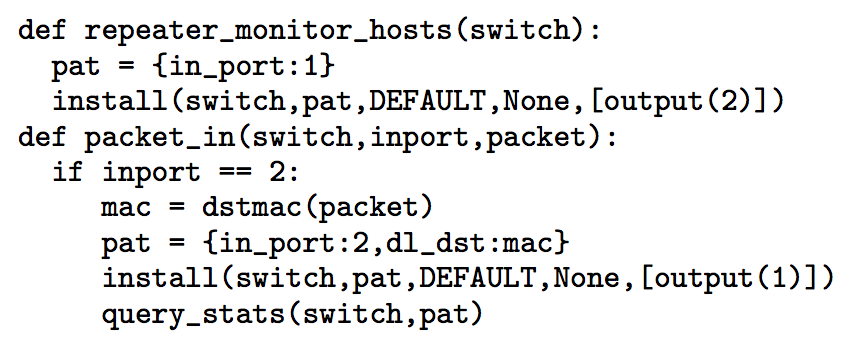 def repeater_monitor_hosts(switch):
  pat = {in_port:1}
  install(switch,pat,DEFAULT,None,[output(2)])
def packet_in(switch,inport,packet):
  if inport == 2:
     mac = dstmac(packet)
     pat = {in_port:2,dl_dst:mac}
     install(switch,pat,DEFAULT,None,[output(1)])
     query_stats(switch,pat)